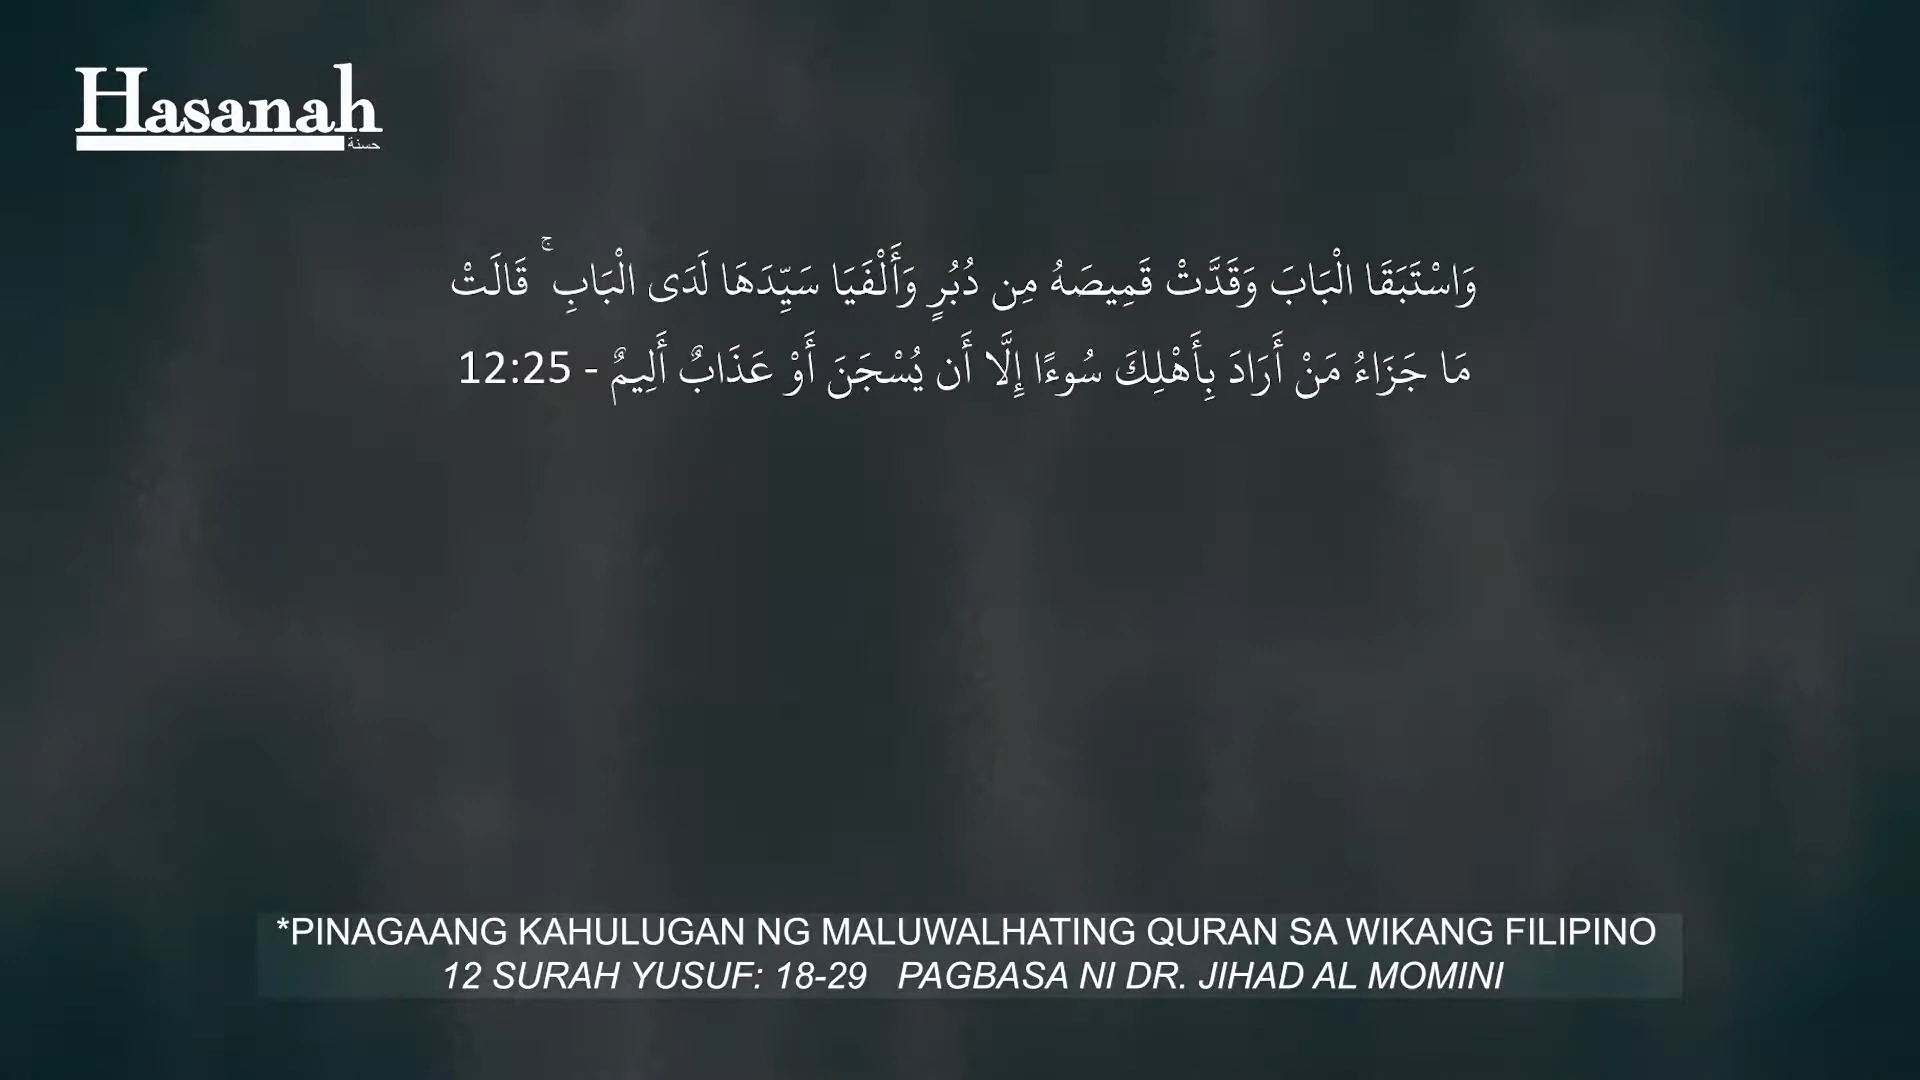 Hasanah
حسنة
وَاسْتَبَقَا الْبَابَ وَقَدَّتْ قَمِيصَهُ مِن دُبُرٍ وَأَلْفَيَا سَيِّدَهَا لَدَى الْبَابِ ۚ قَالَتْ
مَا جَزَاءُ مَنْ أَرَادَ بِأَهْلِكَ سُوءًا إِلَّا أَن يُسْجَنَ أَوْ عَذَابٌ أَلِيمٌ - 12:25
*PINAGAANG KAHULUGAN NG MALUWALHATING QURAN SA WIKANG FILIPINO
12 SURAH YUSUF: 18-29 PAGBASA NI DR. JIHAD AL MOMINI